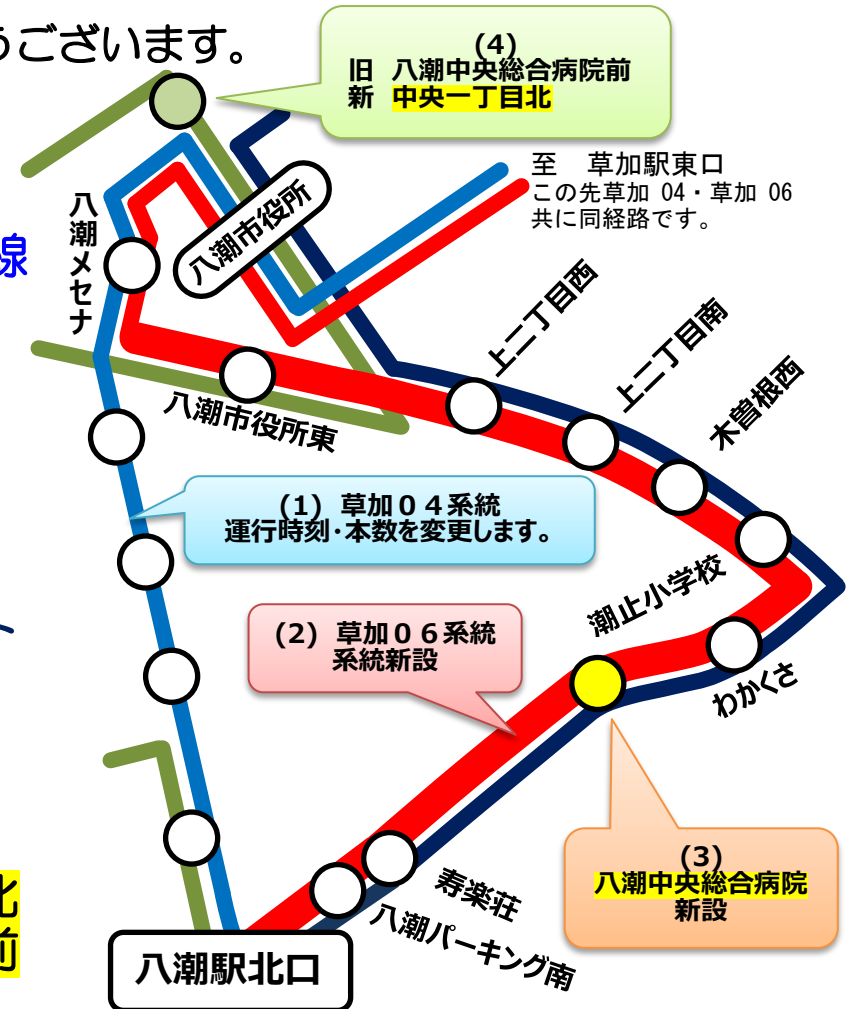 うございます。
(4)
旧 八潮中央総合病院前
新 中央一丁目北
至 草加駅東口
この先草加 04・草加 06
共に同経路です。
八潮メセナ
八潮市役所
線
上二丁目西
上二丁目南
木曽根西
八潮市役所東
(1) 草加０４系統
運行時刻・本数を変更します。
潮止小学校
(2) 草加０６系統
系統新設
わかくさ
(3)
八潮中央総合病院
新設
寿楽荘
八潮パーキング南
北
前
八潮駅北口